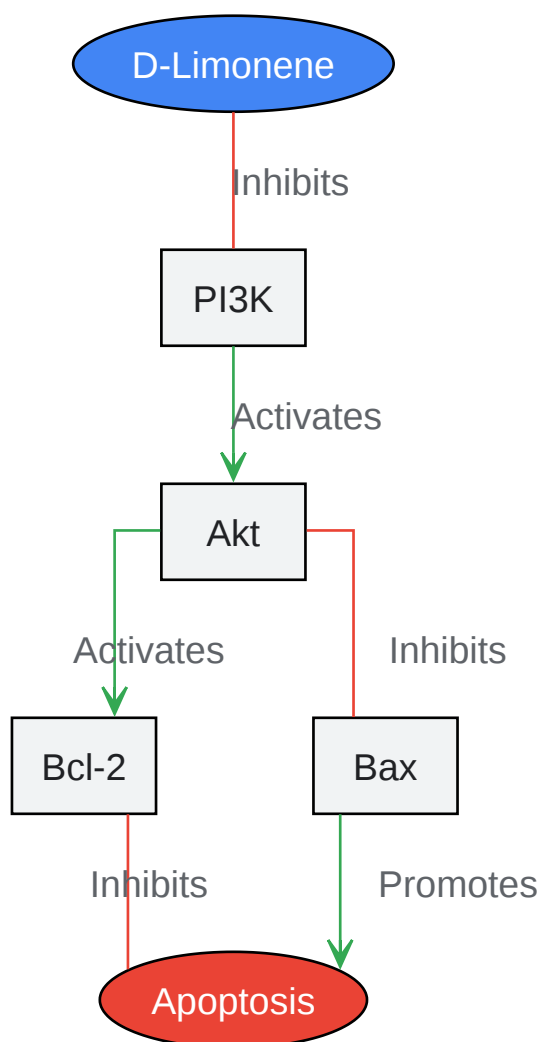 D-Limonene
Inhibits
PI3K
Activates
Akt
Activates
Inhibits
Bcl-2
Bax
Inhibits
Promotes
Apoptosis